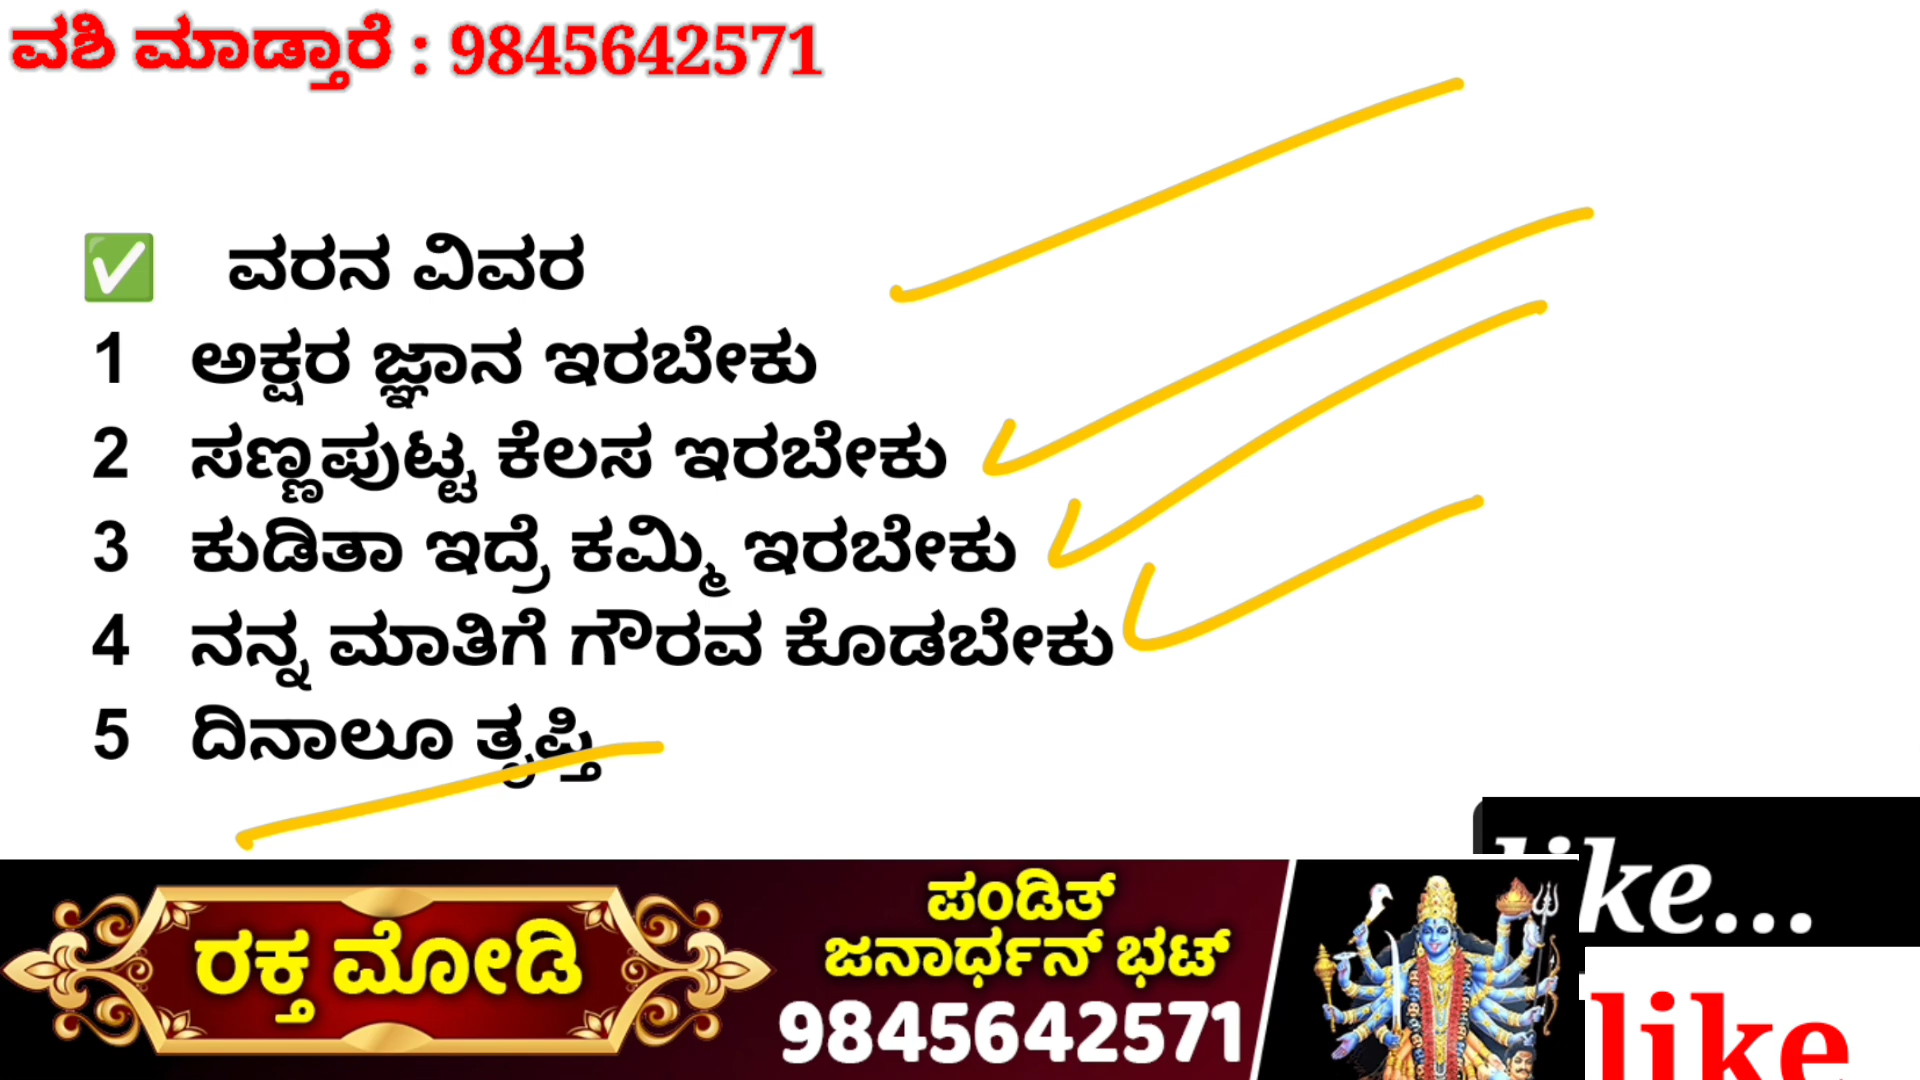 ವಶಿ ಮಾಡ್ತಾರೆ : 9845642571
✅ ವರನ ವಿವರ
1 ಅಕ್ಷರ ಜ್ಞಾನ ಇರಬೇಕು
2 ಸಣ್ಣಪುಟ್ಟ ಕೆಲಸ ಇರಬೇಕು
3 ಕುಡಿತಾ ಇದ್ರೆ ಕಮ್ಮಿ ಇರಬೇಕು
4 ನನ್ನ ಮಾತಿಗೆ ಗೌರವ ಕೊಡಬೇಕು
5 ದಿನಾಲೂ ತೃಪ್ತಿ
ರಕ್ತ ಮೋಡಿ
ಪಂಡಿತ್
ಜನಾರ್ಧನ್ ಭಟ್
9845642571
like...
like